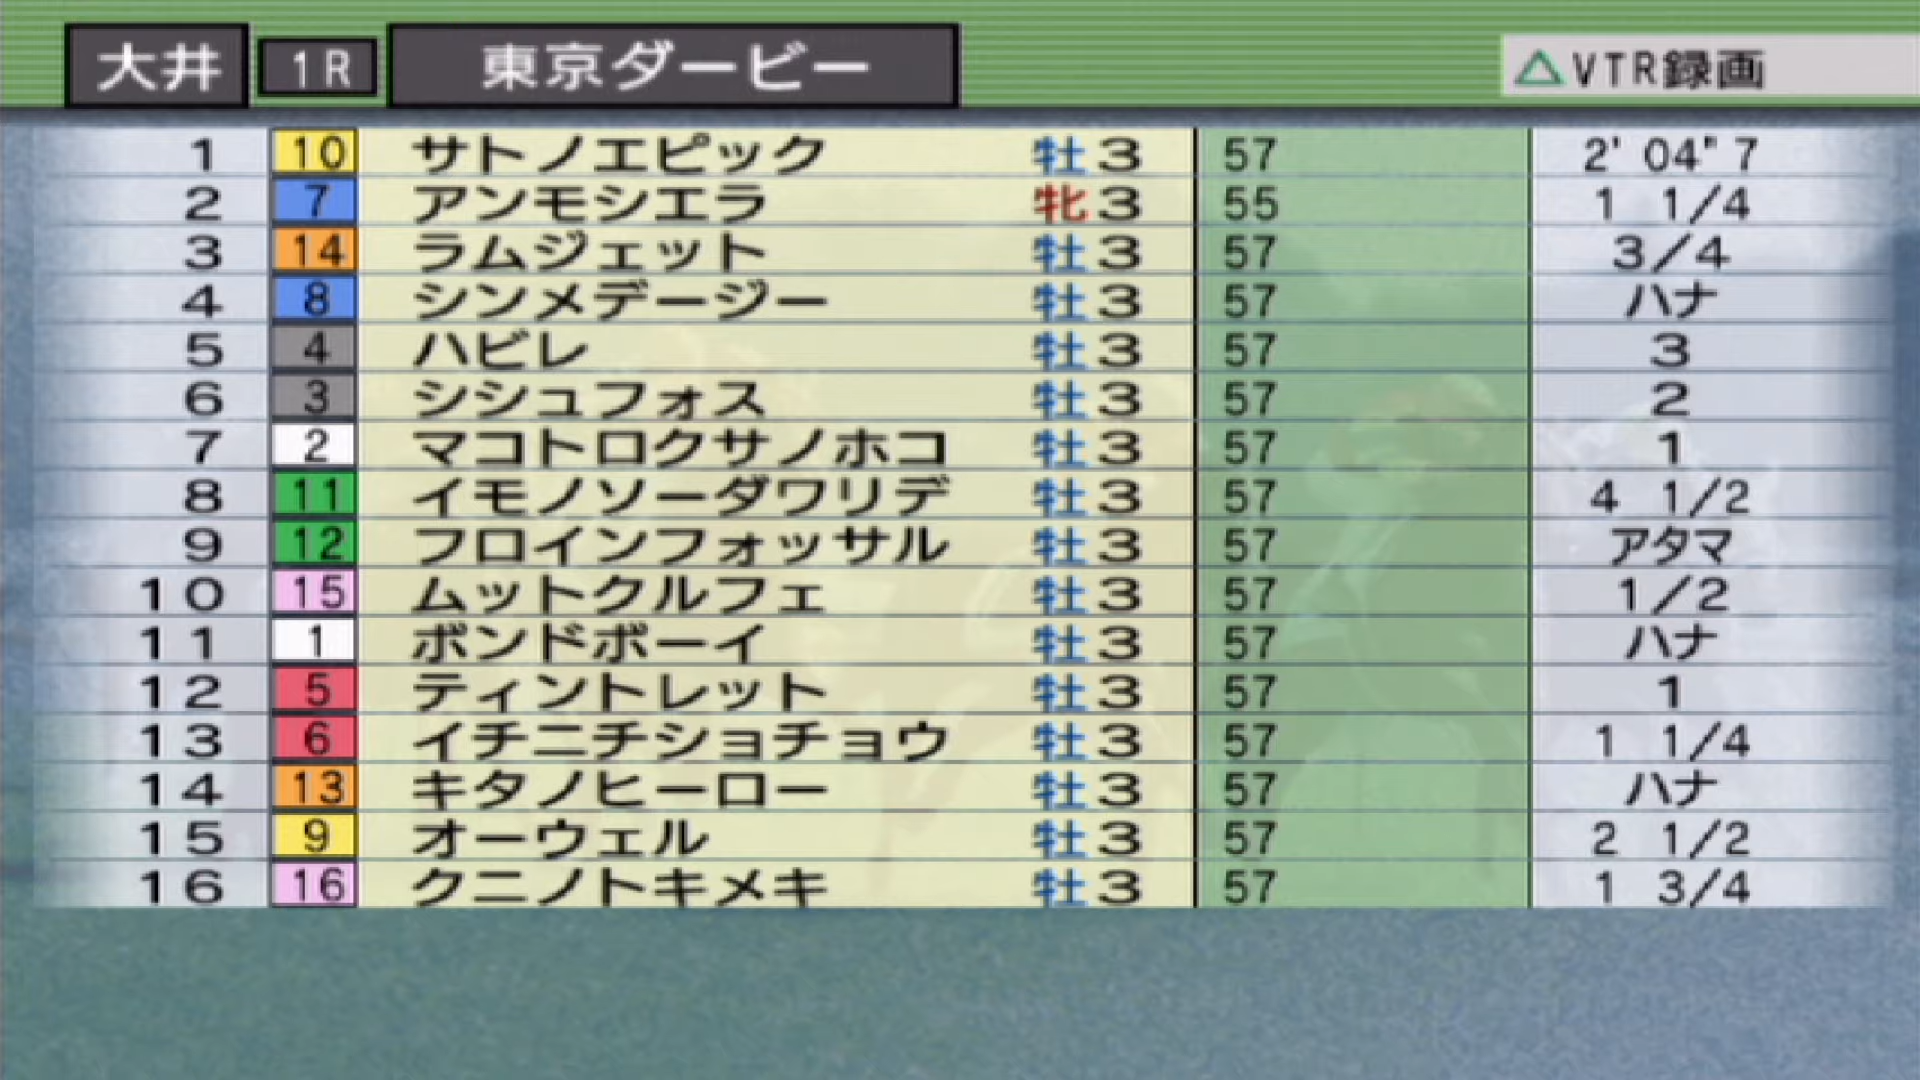 大井 1R 東京ダービー △VTR録画
1 10 サトノエピック 牡3 57 2' 04" 7
2 7 アンモシエラ 牝3 55 1 1/4
3 14 ラムジェット 牡3 57 3/4
4 8 シンメデージー 牡3 57 ハナ
5 4 ハビレ 牡3 57 3
6 3 シシュフォス 牡3 57 2
7 2 マコトロクサノホコ 牡3 57 1
8 11 イモノソーダワリデ 牡3 57 4 1/2
9 12 フロインフォッサル 牡3 57 アタマ
10 15 ムットクルフェ 牡3 57 1/2
11 1 ボンドボーイ 牡3 57 ハナ
12 5 ティントレット 牡3 57 1
13 6 イチニチショチョウ 牡3 57 1 1/4
14 13 キタノヒーロー 牡3 57 ハナ
15 9 オーウェル 牡3 57 2 1/2
16 16 クニノトキメキ 牡3 57 1 3/4